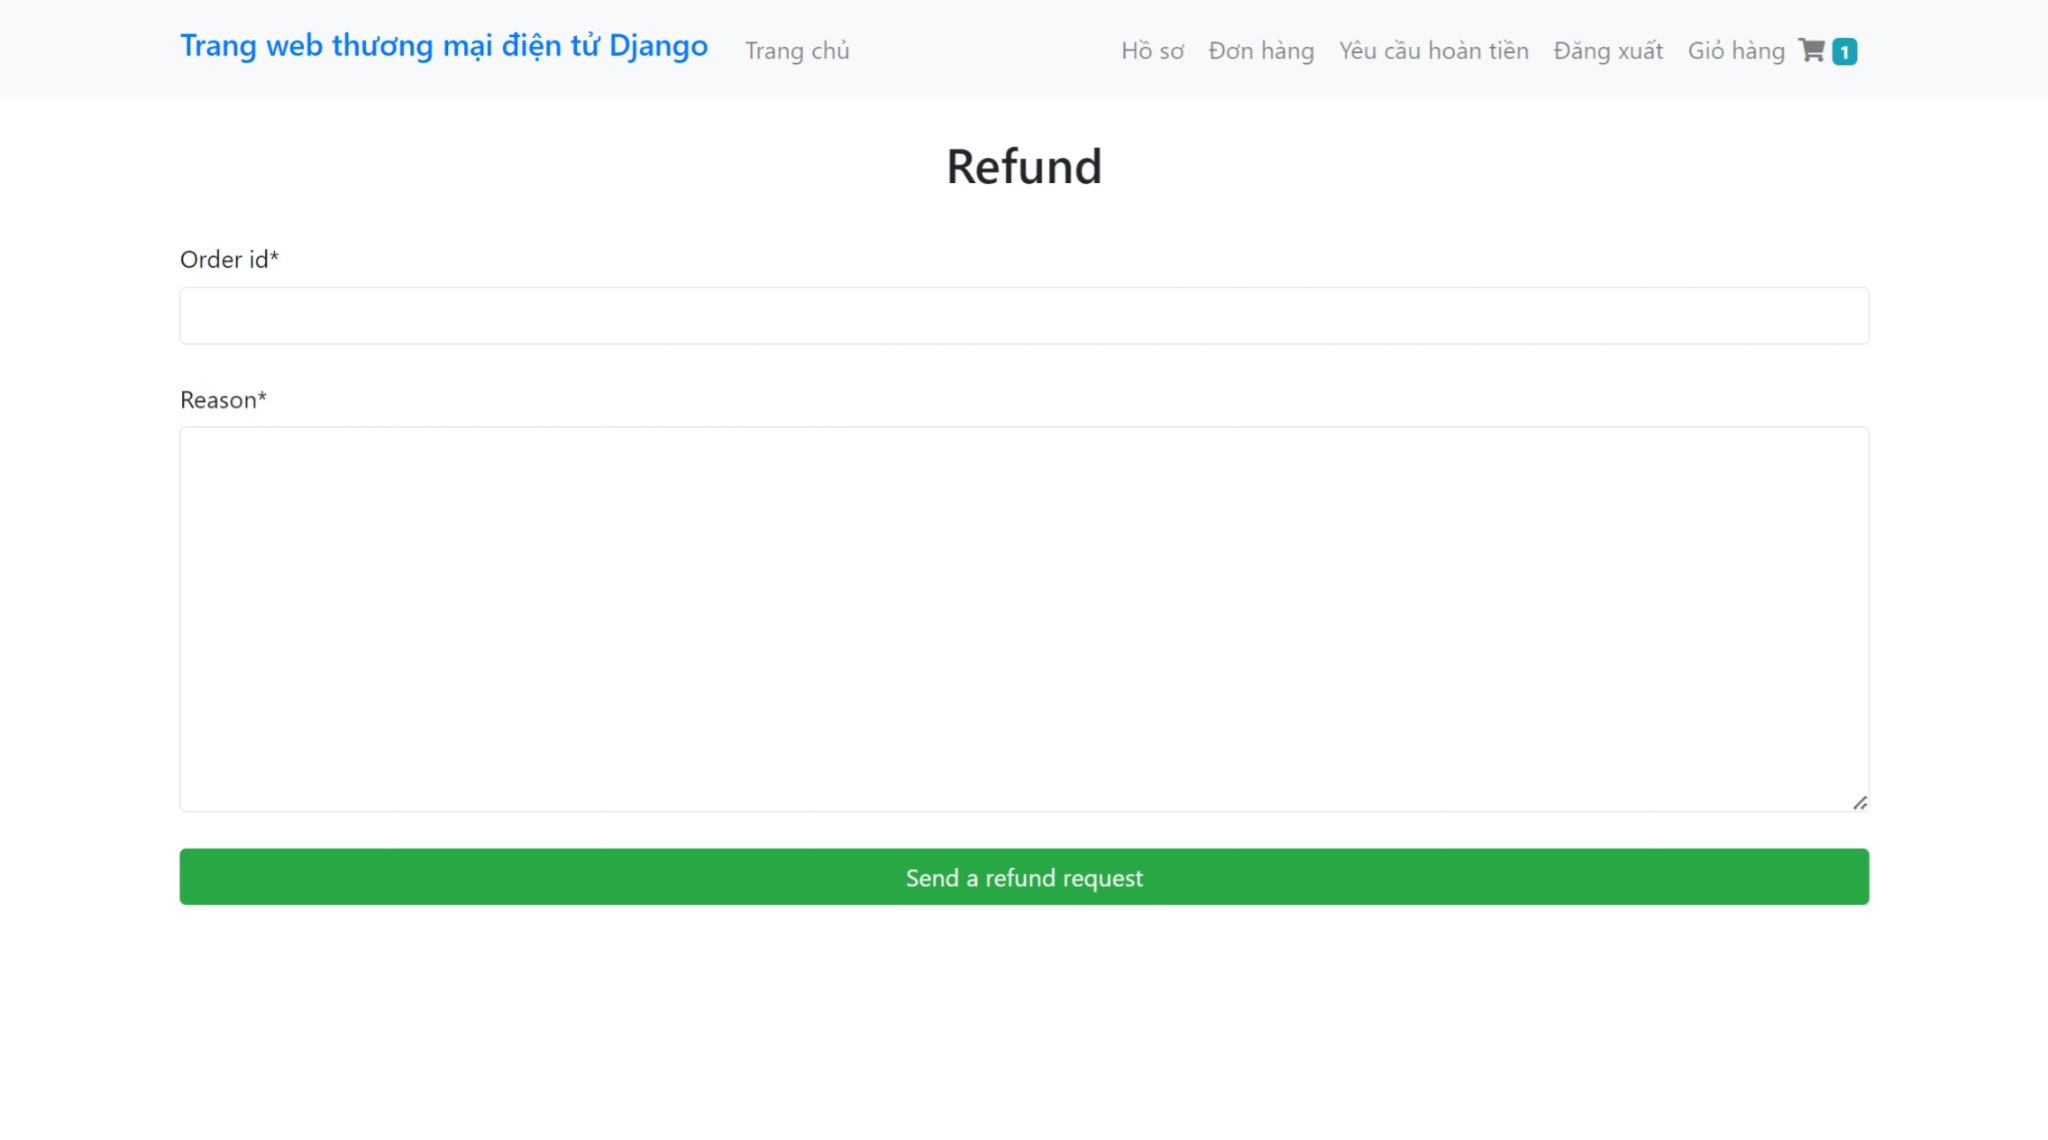 Trang web thương mại điện tử Django Trang chủ Hồ sơ Đơn hàng Yêu cầu hoàn tiền Đăng xuất Giỏ hàng 1
Refund
Order id*
Reason*
Send a refund request